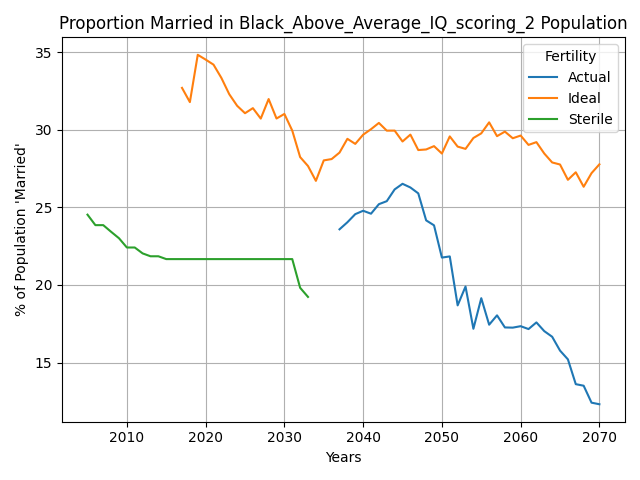 Proportion Married in Black_Above_Average_IQ_scoring_2 Population
Fertility
Actual
Ideal
Sterile
% of Population 'Married'
35
30
25
20
15
2010 2020 2030 2040 2050 2060 2070
Years